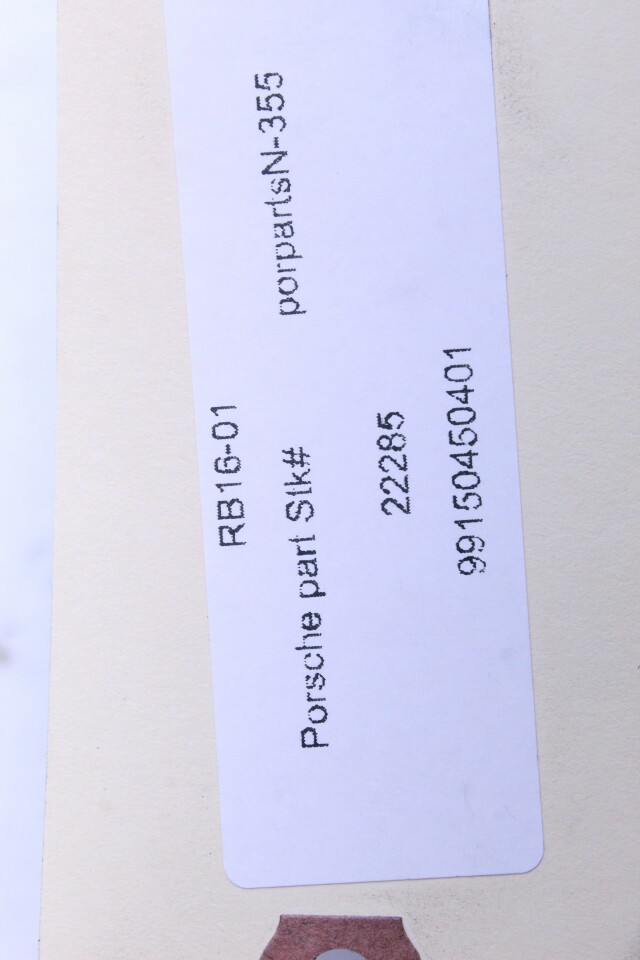 RB16-01
Porsche part Stk# porpartsN-355
22285
99150450401